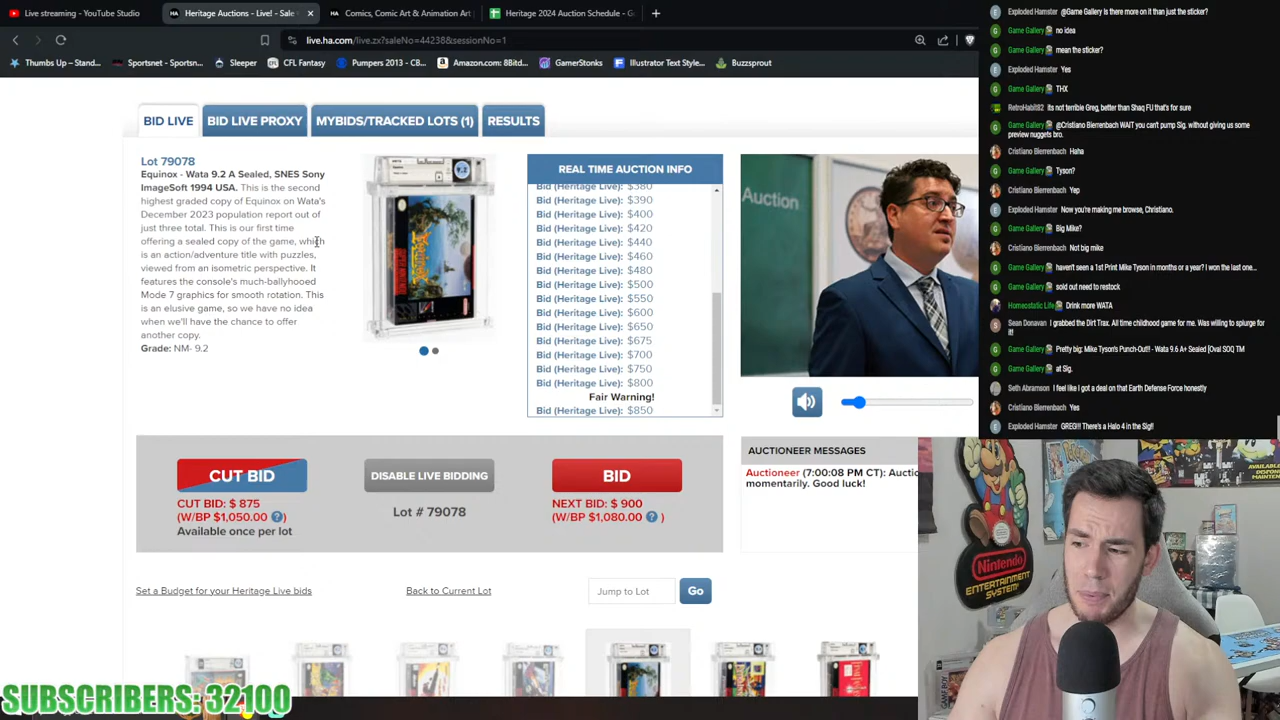 Live streaming - YouTube Studio
Heritage Auctions - Live! - Sale
Comics, Comic Art & Animation Art
Heritage 2024 Auction Schedule - G
live.ha.com/live.zx?saleNo=44238&sessionNo=1
Thumbs Up – Stand...
Sportsnet - Sportsn...
Sleeper
CFL Fantasy
Pumpers 2013 - CB...
Amazon.com: 8Bitd...
GamerStonks
Illustrator Text Style...
Buzzsprout
BID LIVE
BID LIVE PROXY
MYBIDS/TRACKED LOTS (1)
RESULTS
Lot 79078
Equinox - Wata 9.2 A Sealed, SNES Sony
ImageSoft 1994 USA. This is the second
highest graded copy of Equinox on Wata's
December 2023 population report out of
just three total. This is our first time
offering a sealed copy of the game, which
is an action/adventure title with puzzles,
viewed from an isometric perspective. It
features the console's much-ballyhooed
Mode 7 graphics for smooth rotation. This
is an elusive game, so we have no idea
when we'll have the chance to offer
another copy.
Grade: NM- 9.2
9.2
REAL TIME AUCTION INFO
Bid (Heritage Live): $380
Bid (Heritage Live): $390
Bid (Heritage Live): $400
Bid (Heritage Live): $420
Bid (Heritage Live): $440
Bid (Heritage Live): $460
Bid (Heritage Live): $480
Bid (Heritage Live): $500
Bid (Heritage Live): $550
Bid (Heritage Live): $600
Bid (Heritage Live): $650
Bid (Heritage Live): $675
Bid (Heritage Live): $700
Bid (Heritage Live): $750
Bid (Heritage Live): $800
Fair Warning!
Bid (Heritage Live): $850
Auction
CUT BID
CUT BID: $ 875
(W/BP $1,050.00 ? )
Available once per lot
DISABLE LIVE BIDDING
Lot # 79078
BID
NEXT BID: $ 900
(W/BP $1,080.00 ? )
AUCTIONEER MESSAGES
Auctioneer (7:00:08 PM CT): Auctio
momentarily. Good luck!
Set a Budget for your Heritage Live bids
Back to Current Lot
Jump to Lot
Go
SUBSCRIBERS: 32100
Exploded Hamster @Game Gallery Is there more on it than just the sticker?
Game Gallery no idea
Game Gallery mean the sticker?
Exploded Hamster Yes
Game Gallery THX
RetroHabit92 Its not terrible Greg, better than Shaq FU that's for sure
Game Gallery @Cristiano Bierrenbach WAIT you can't pump Sig. without giving us some
preview nuggets bro.
Cristiano Bierrenbach Haha
Game Gallery Tyson?
Cristiano Bierrenbach Yep
Exploded Hamster Now you're making me browse, Christiano.
Game Gallery Big Mike?
Cristiano Bierrenbach Not big mike
Game Gallery haven't seen a 1st Print Mike Tyson in months or a year? I won the last one...
Game Gallery sold out need to restock
Homeostatic Life Drink more WATA
Sean Donavan I grabbed the Dirt Trax. All time childhood game for me. Was willing to splurge for
it!
Game Gallery Pretty big: Mike Tyson's Punch-Out!! - Wata 9.6 A+ Sealed [Oval SOQ TM
Game Gallery at Sig.
Seth Abramson I feel like I got a deal on that Earth Defense Force honestly
Cristiano Bierrenbach Yes
Exploded Hamster GREG!!! There's a Halo 4 in the Sig!!
Nintendo
ENTERTAINMENT
SYSTEM